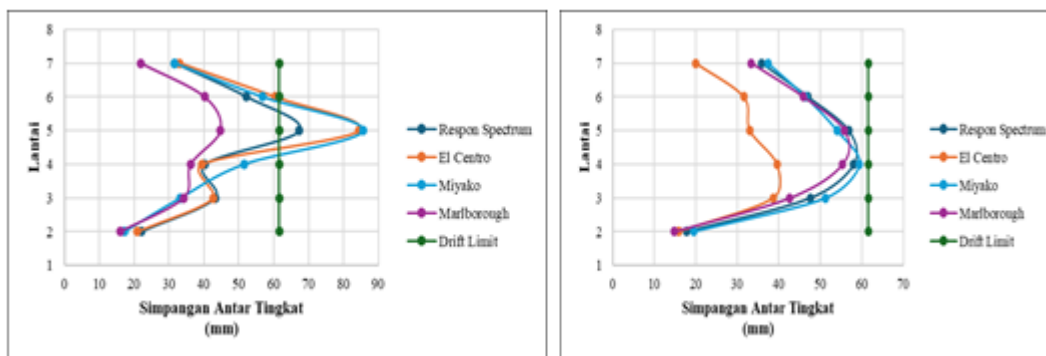 7
6
5
4
3
2
1
Lantai
0 10 20 30 40 50 60 70 80 90
Simpangan Antar Tingkat
(mm)
Respon Spectrum
El Centro
Miyako
Marlborough
Drift Limit
8
7
6
5
4
3
2
1
Lantai
0 10 20 30 40 50 60 70
Simpangan Antar Tingkat
(mm)
Respon Spectrum
El Centro
Miyako
Marlborough
Drift Limit